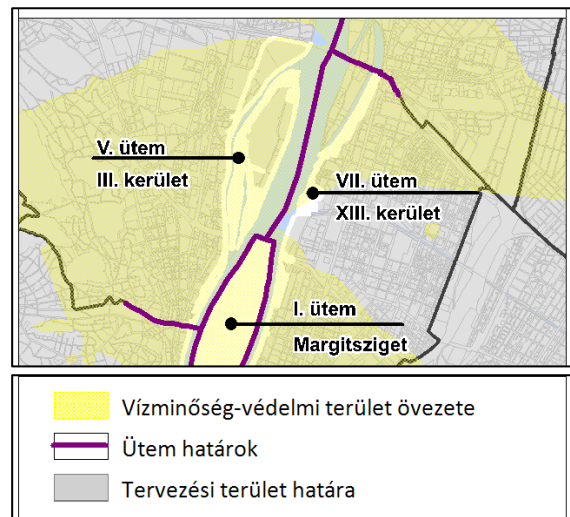 V. ütem
III. kerület
VII. ütem
XIII. kerület
I. ütem
Margitsziget
Vízminőség-védelmi terület övezete
Ütem határok
Tervezési terület határa